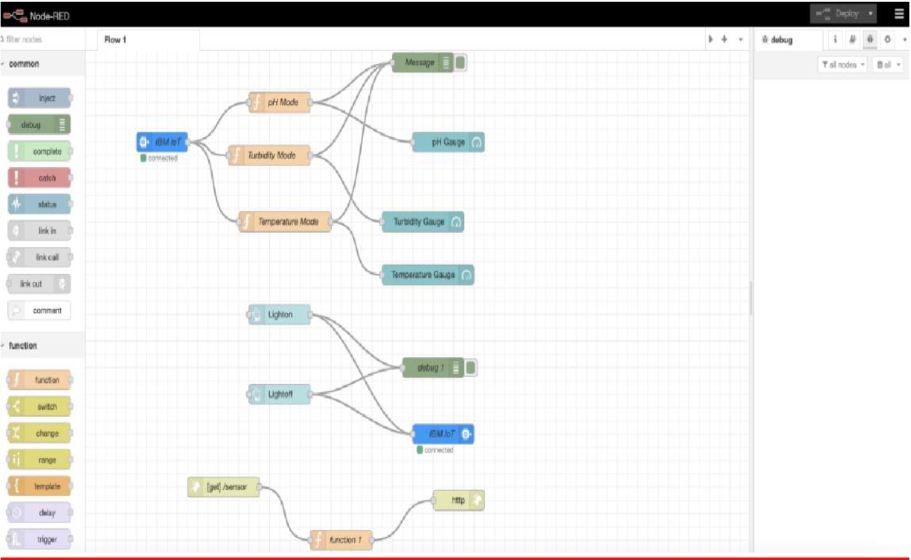 Node-RED
Deploy
filter nodes
Flow 1
debug
i
common
all nodes
all
inject
debug
complete
catch
status
link in
link call
link out
comment
function
function
switch
change
range
template
delay
trigger
Message
pH Mode
IBM IoT
connected
pH Gauge
Turbidity Mode
Temperature Mode
Turbidity Gauge
Temperature Gauge
Lighton
debug 1
Lightoff
IBM IoT
connected
[get] /sensor
http
function 1